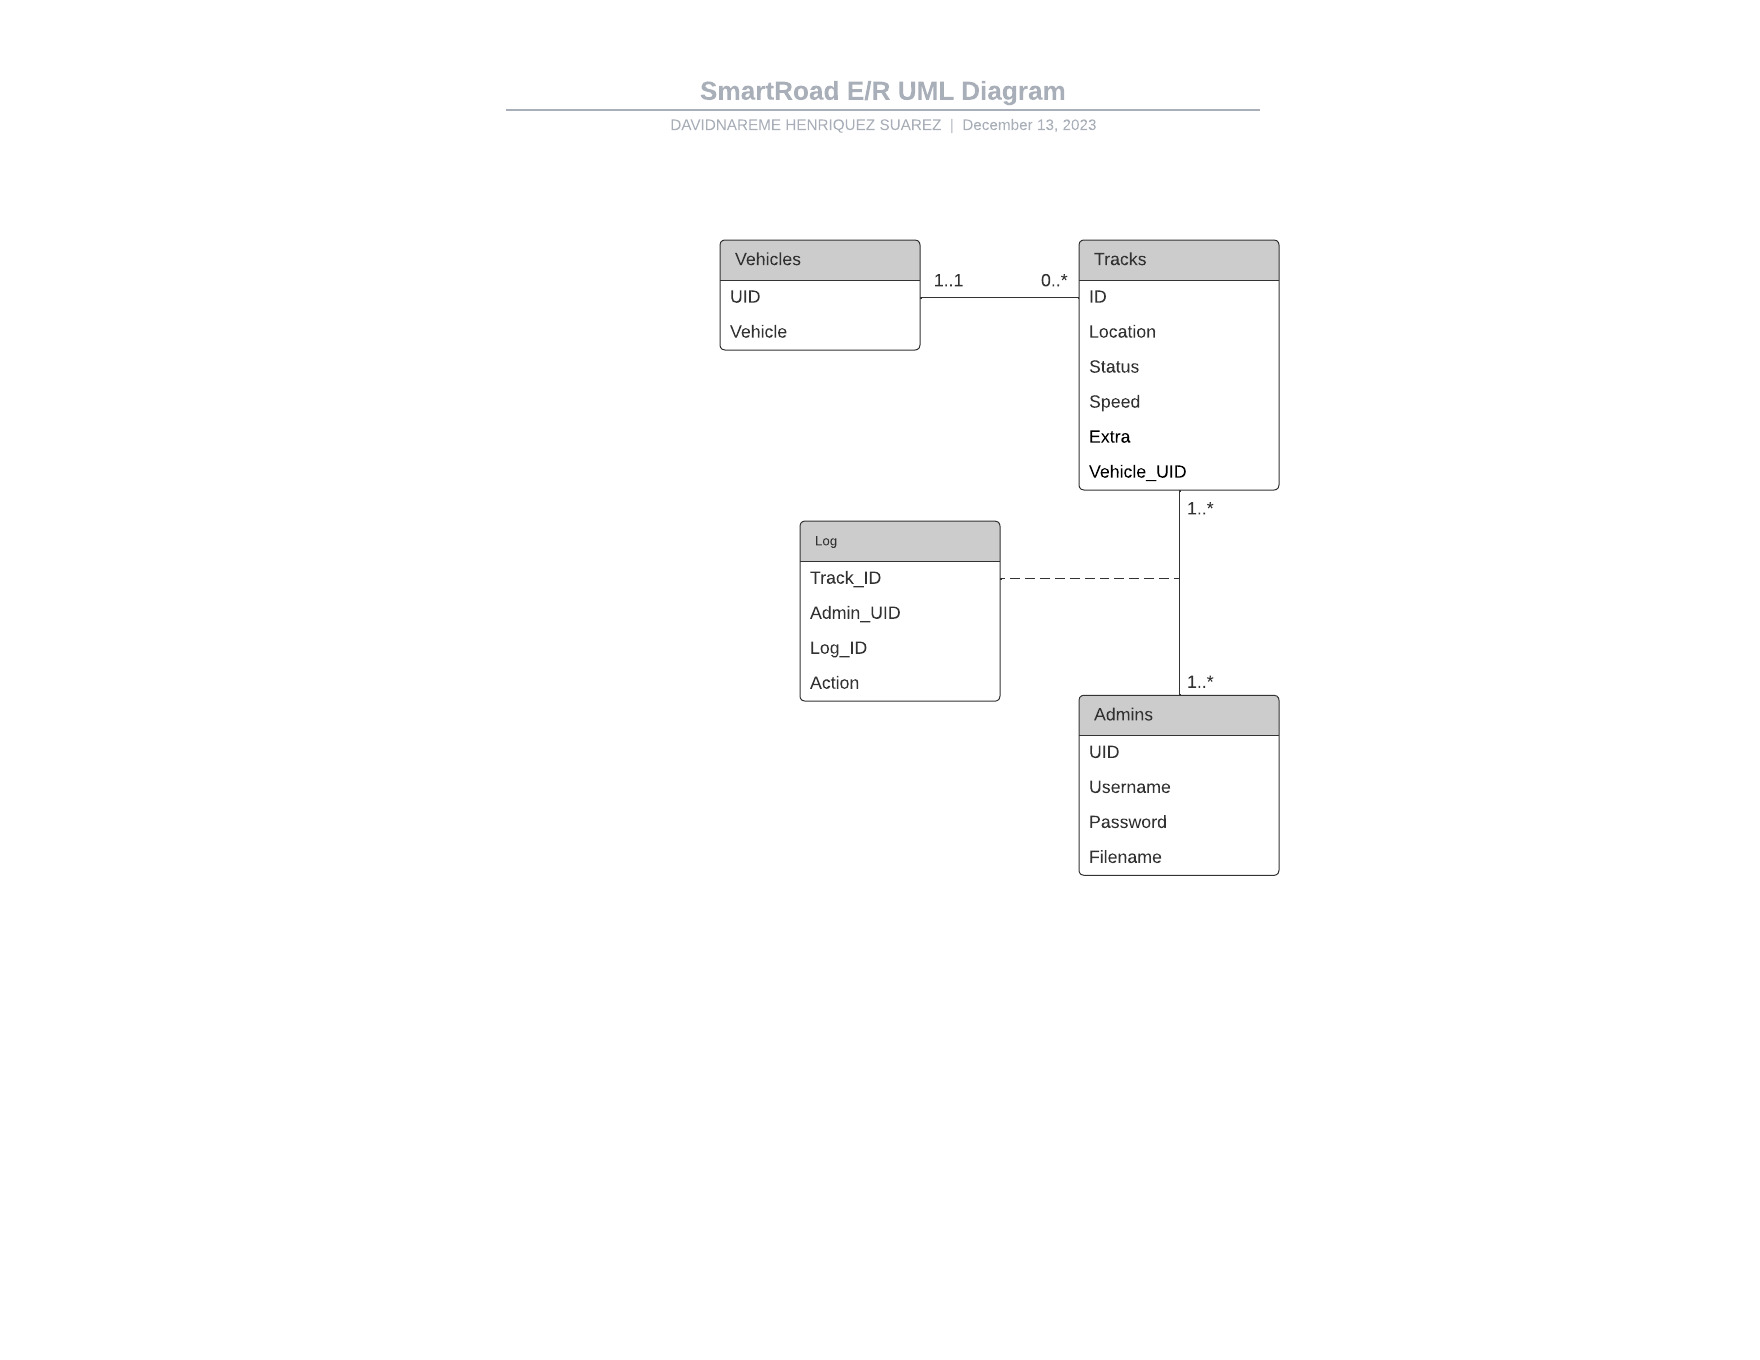 SmartRoad E/R UML Diagram
DAVIDNAREME HENRIQUEZ SUAREZ | December 13, 2023
Vehicles
UID
Vehicle
1..1
0..*
Tracks
ID
Location
Status
Speed
Extra
Vehicle_UID
1..*
Log
Track_ID
Admin_UID
Log_ID
Action
1..*
Admins
UID
Username
Password
Filename